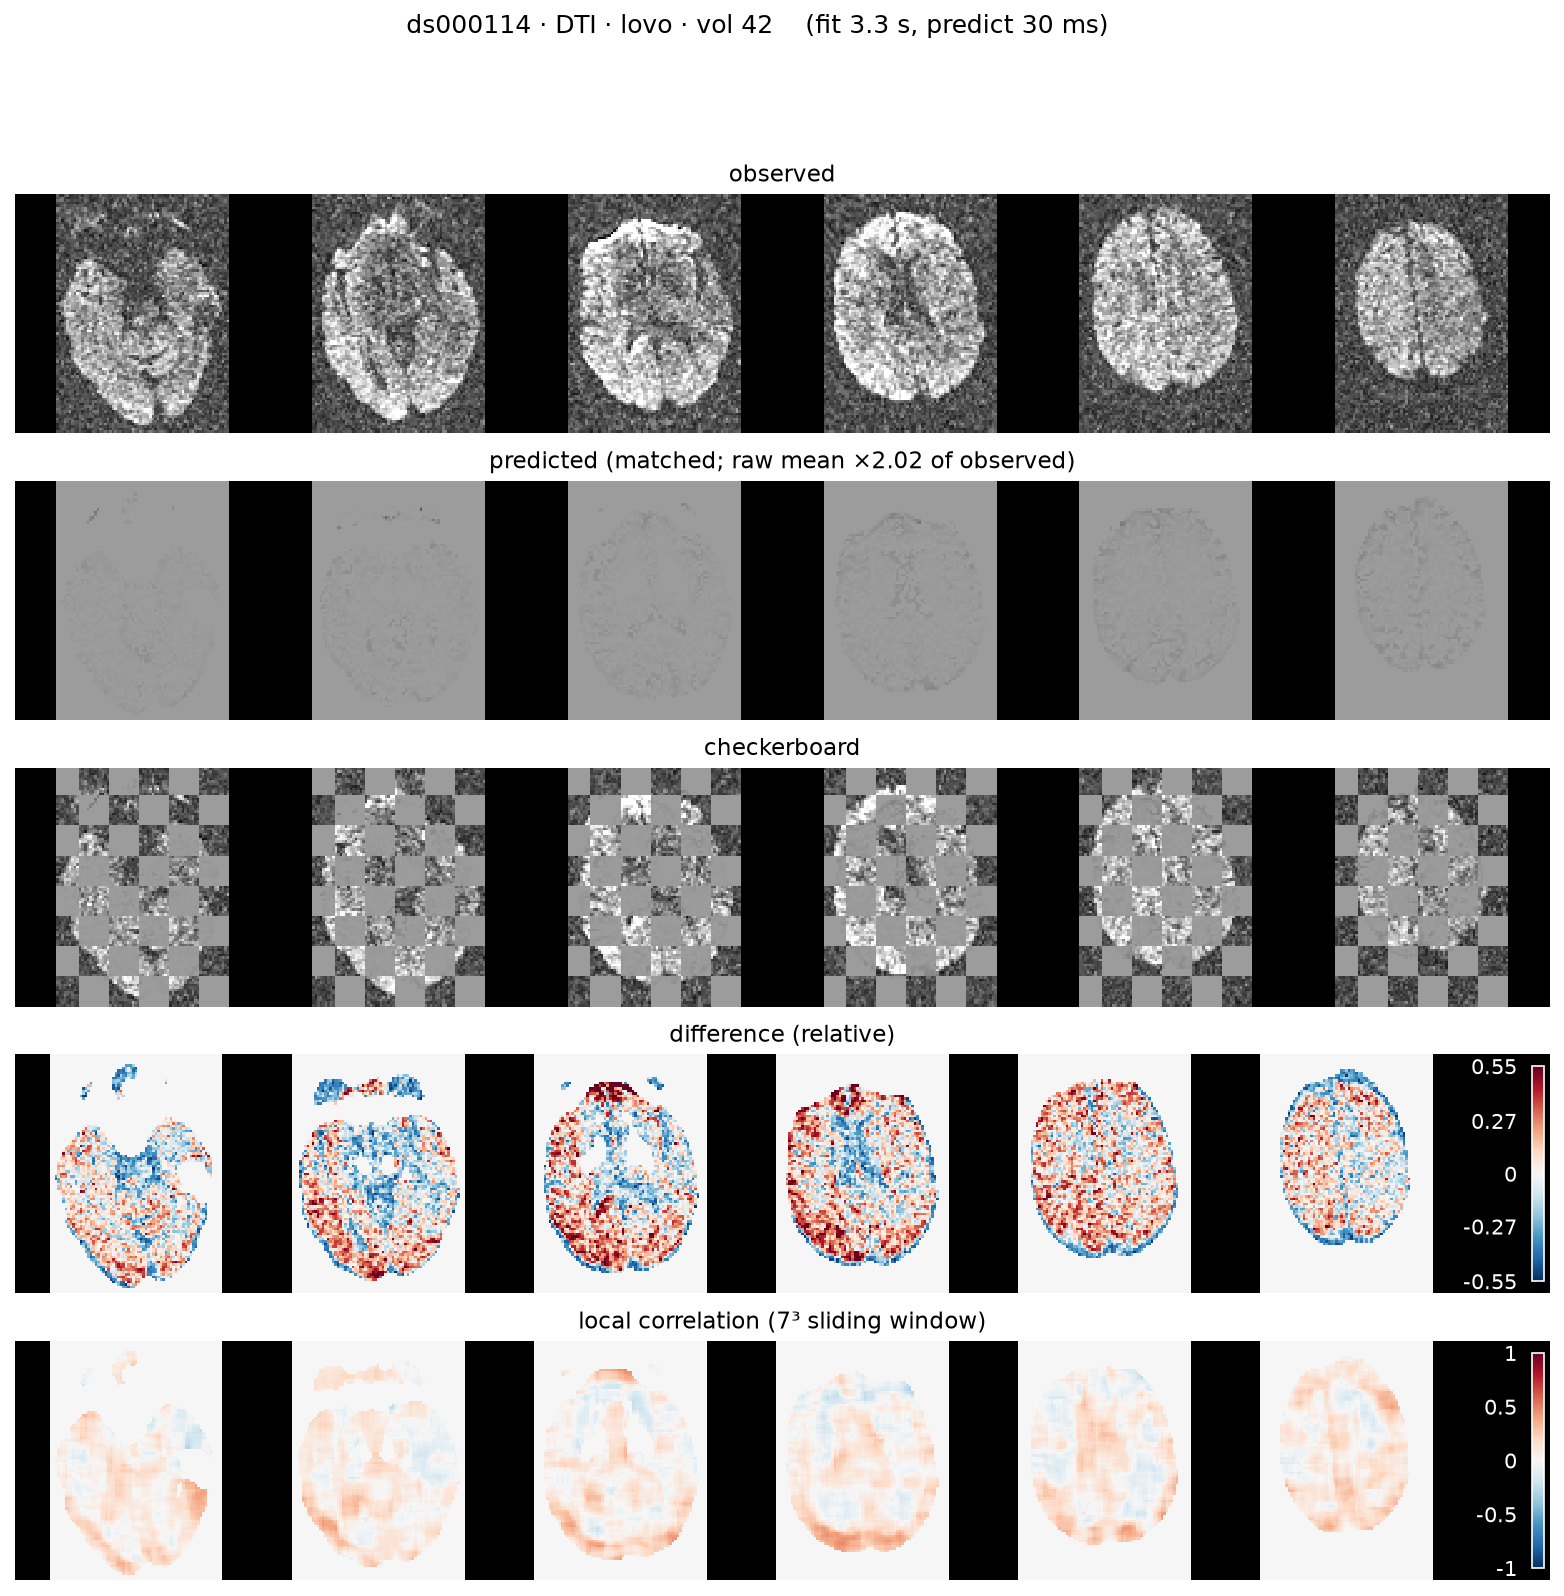 ds000114 · DTI · lovo · vol 42    (fit 3.3 s, predict 30 ms)
observed
predicted (matched; raw mean ×2.02 of observed)
checkerboard
difference (relative)
0.55
0.27
0
-0.27
-0.55
local correlation (7³ sliding window)
1
0.5
0
-0.5
-1